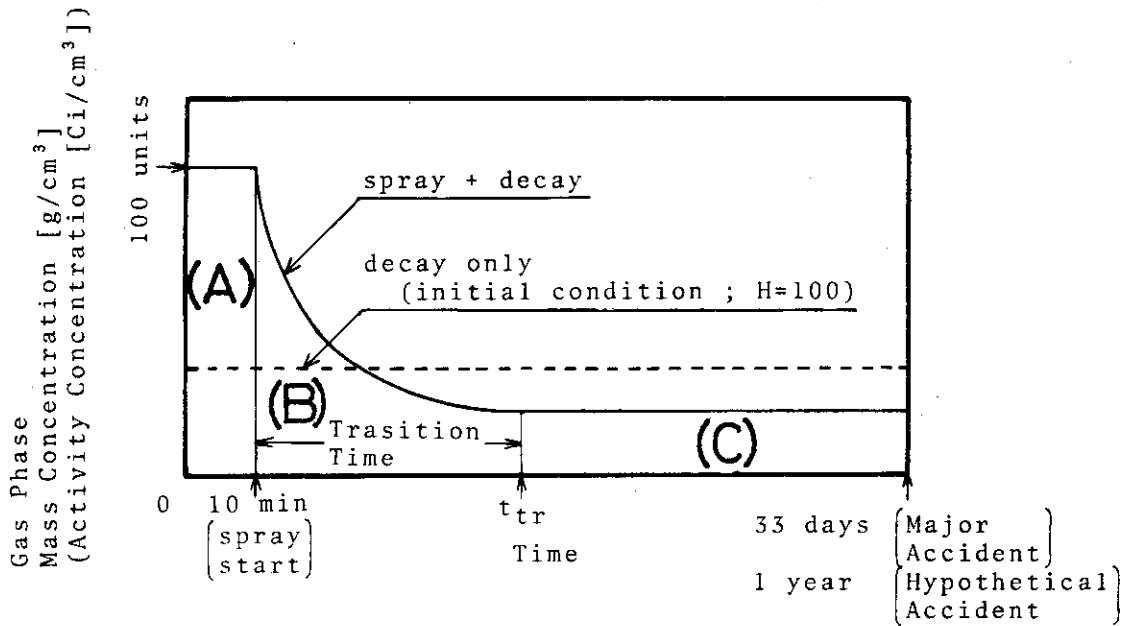 Gas Phase
Mass Concentration [g/cm³]
(Activity Concentration [Ci/cm³])
100 units
spray + decay
decay only
(initial condition ; H=100)
(A)
(B)
(C)
Trasition
Time
0
10 min
(spray
start)
t_tr
Time
33 days (Major
Accident)
1 year (Hypothetical
Accident)